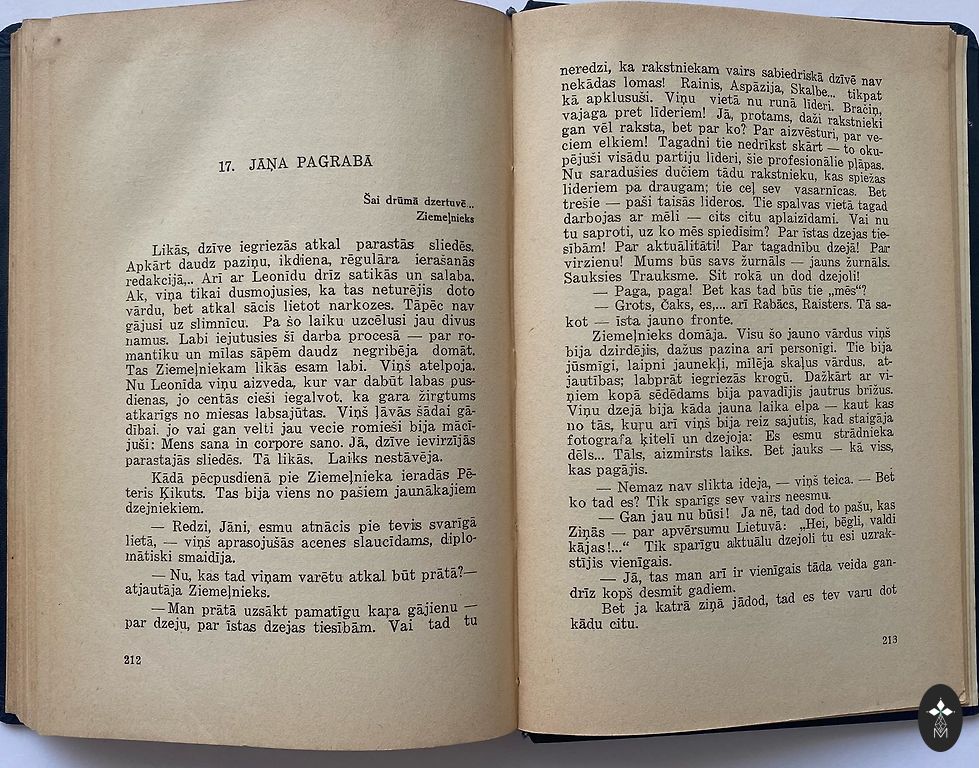 17. JĀŅA PAGRABĀ
Šai drūmā dzertuvē...
Ziemeļnieks
Likās, dzīve iegriezās atkal parastās sliedēs.
Apkārt daudz paziņu, ikdiena, rēgulāra ierašanās
redakcijā,.. Arī ar Leonīdu drīz satikās un salaba.
Ak, viņa tikai dusmojusies, ka tas neturējis doto
vārdu, bet atkal sācis lietot narkozes. Tāpēc nav
gājusi uz slimnīcu. Pa šo laiku uzcēlusi jau divus
namus. Labi iejutusies šī darba procesā — par ro-
mantiku un mīlas sāpēm daudz negribēja domāt.
Tas Ziemeļniekam likās esam labi. Viņš atelpoja.
Nu Leonīda viņu aizveda, kur var dabūt labas pus-
dienas, jo centās cieši iegalvot, ka gara žirgtums
atkarīgs no miesas labsajūtas. Viņš ļāvās šādai gā-
dībai, jo vai gan velti jau vecie romieši bija mācī-
juši: Mens sana in corpore sano. Jā, dzīve ievirzījās
parastajās sliedēs. Tā likās. Laiks nestāvēja.
Kādā pēcpusdienā pie Ziemeļnieka ieradās Pē-
teris Ķikuts. Tas bija viens no pašiem jaunākajiem
dzejniekiem.
— Redzi, Jāni, esmu atnācis pie tevis svarīgā
lietā, — viņš aprasojušās acenes slaucīdams, diplo-
mātiski smaidīja.
— Nu, kas tad viņam varētu atkal būt prātā?—
atjautāja Ziemeļnieks.
— Man prātā uzsākt pamatīgu kaŗa gājienu —
par dzeju, par īstas dzejas tiesībām. Vai tad tu
212
neredzi, ka rakstniekam vairs sabiedriskā dzīvē nav
nekādas lomas! Rainis, Aspāzija, Skalbe... tikpat
kā apklusuši. Viņu vietā nu runā līderi. Bračiņ,
vajaga pret līderiem! Jā, protams, daži rakstnieki
gan vēl raksta, bet par ko? Par aizvēsturi, par ve-
ciem elkiem! Tagadni tie nedrīkst skārt — to oku-
pējuši visādu partiju līderi, šie profesionālie pļāpas.
Nu saradušies dučiem tādu rakstnieku, kas spiežas
līderiem pa draugam; tie ceļ sev vasarnīcas. Bet
trešie — paši taisās līderos. Tie spalvas vietā tagad
darbojas ar mēli — cits citu aplaizīdami. Vai nu
tu saproti, uz ko mēs spiedīsim? Par īstas dzejas tie-
sībām! Par aktuālitāti! Par tagadnību dzejā! Par
virzienu! Mums būs savs žurnāls — jauns žurnāls.
Sauksies Trauksme. Sit rokā un dod dzejoli!
— Paga, paga! Bet kas tad būs tie „mēs“?
— Grots, Čaks, es,... arī Rabācs, Raisters. Tā sa-
kot — īsta jauno fronte.
Ziemeļnieks domāja. Visu šo jauno vārdus viņš
bija dzirdējis, dažus pazina arī personīgi. Tie bija
jūsmīgi, laipni jaunekļi, mīlēja skaļus vārdus, at-
jautības; labprāt iegriezās krogū. Dažkārt ar vi-
ņiem kopā sēdēdams bija pavadījis jautrus brīžus.
Viņu dzejā bija kāda jauna laika elpa — kaut kas
no tās, kuŗu arī viņš bija reiz sajutis, kad staigāja
fotografa ķitelī un dzejoja: Es esmu strādnieka
dēls... Tāls, aizmirsts laiks. Bet jauks — kā viss,
kas pagājis.
— Nemaz nav slikta ideja, — viņš teica. — Bet
ko tad es? Tik sparīgs sev vairs neesmu.
— Gan jau nu būsi! Ja nē, tad dod to pašu, kas
Ziņās — par apvērsumu Lietuvā: „Hei, bēgli, valdi
kājas!...“ Tik sparīgu aktuālu dzejoli tu esi uzrak-
stījis vienīgais.
— Jā, tas man arī ir vienīgais tāda veida gan-
drīz kopš desmit gadiem.
Bet ja katrā ziņā jādod, tad es tev varu dot
kādu citu.
213
M